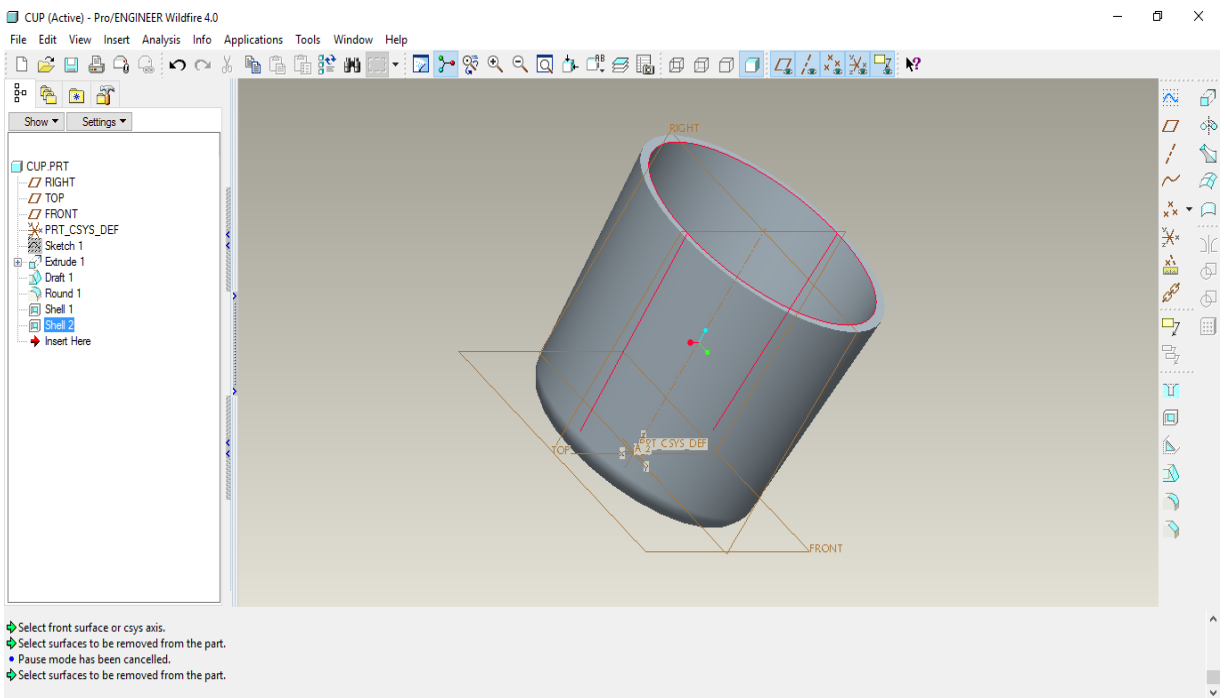 CUP (Active) - Pro/ENGINEER Wildfire 4.0
File Edit View Insert Analysis Info Applications Tools Window Help
Show Settings
CUP.PRT
RIGHT
TOP
FRONT
PRT_CSYS_DEF
Sketch 1
Extrude 1
Draft 1
Round 1
Shell 1
Shell 2
Insert Here
RIGHT
PRT_CSYS_DEF
A_2
TOP
X
Y
FRONT
Select front surface or csys axis.
Select surfaces to be removed from the part.
Pause mode has been cancelled.
Select surfaces to be removed from the part.